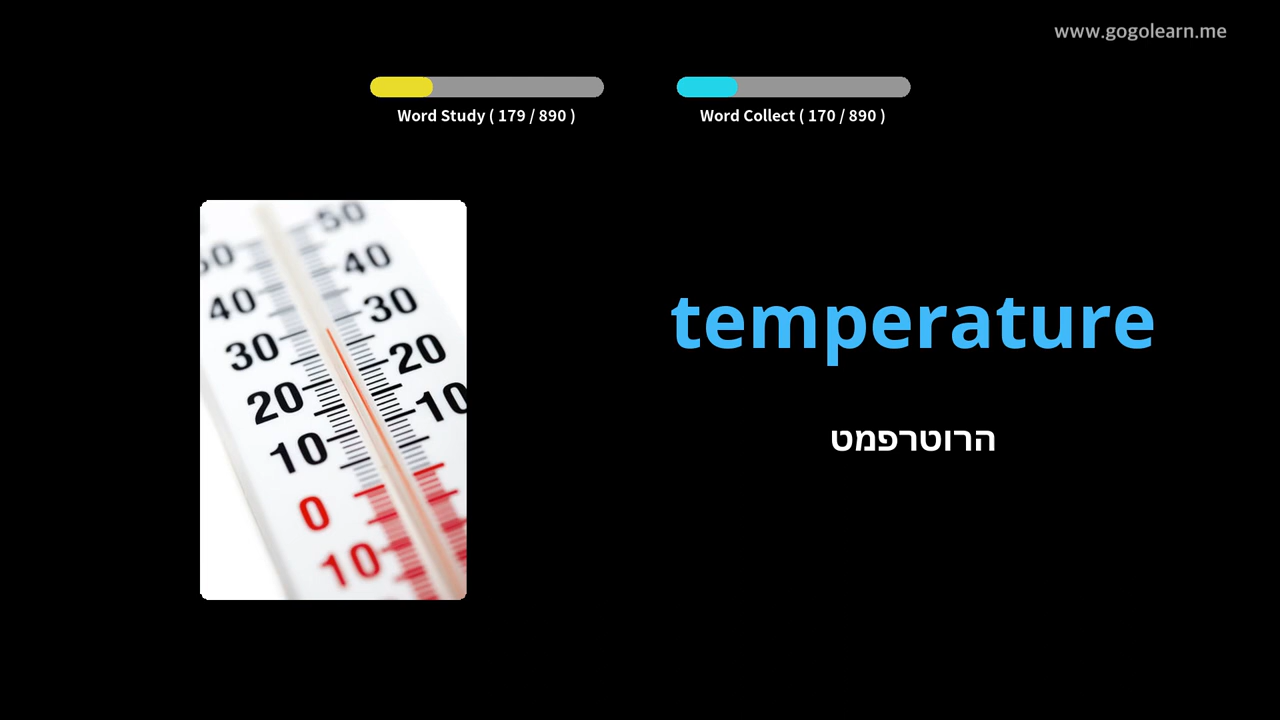 www.gogolearn.me
Word Study ( 179 / 890 )
Word Collect ( 170 / 890 )
50
50
40
40
30
30
20
20
10
10
0
10
temperature
הרוטרפמט